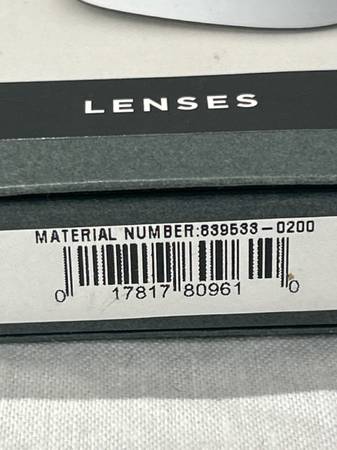 LENSES
MATERIAL NUMBER:839533-0200
0 17817 80961 0